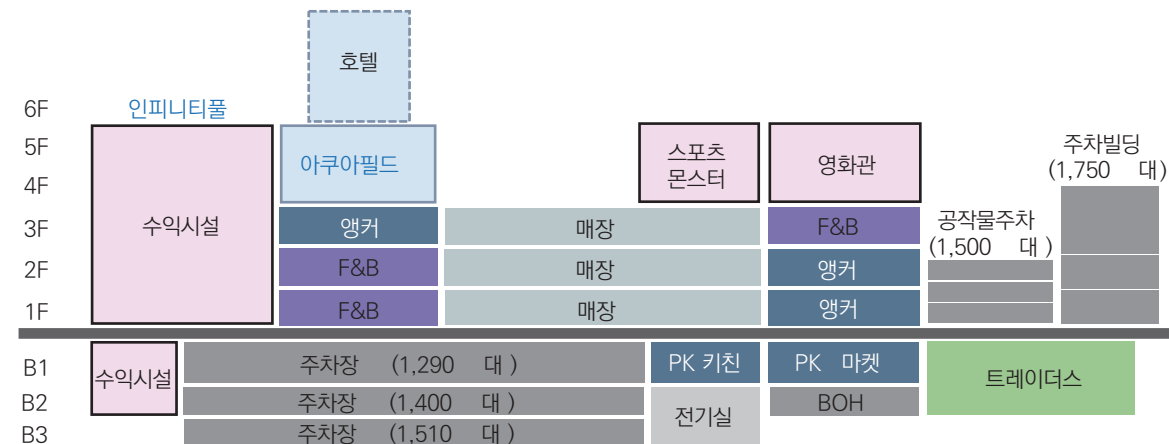 호텔
6F
인피니티풀
5F
아쿠아필드
스포츠
몬스터
영화관
주차빌딩
(1,750 대)
4F
3F
수익시설
앵커
매장
F&B
공작물주차
(1,500 대 )
2F
F&B
매장
앵커
1F
F&B
매장
앵커
B1
수익시설
주차장 (1,290 대 )
PK 키친
PK 마켓
트레이더스
B2
주차장 (1,400 대 )
전기실
BOH
B3
주차장 (1,510 대 )